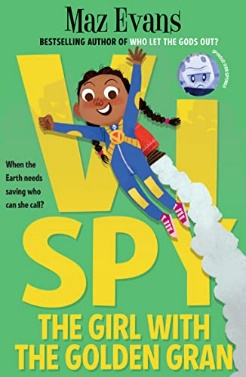 Maz Evans
BESTSELLING AUTHOR OF WHO LET THE GODS OUT?
Vi
SPY
When the
Earth needs
saving who
can she call?
THE GIRL WITH
THE GOLDEN GRAN